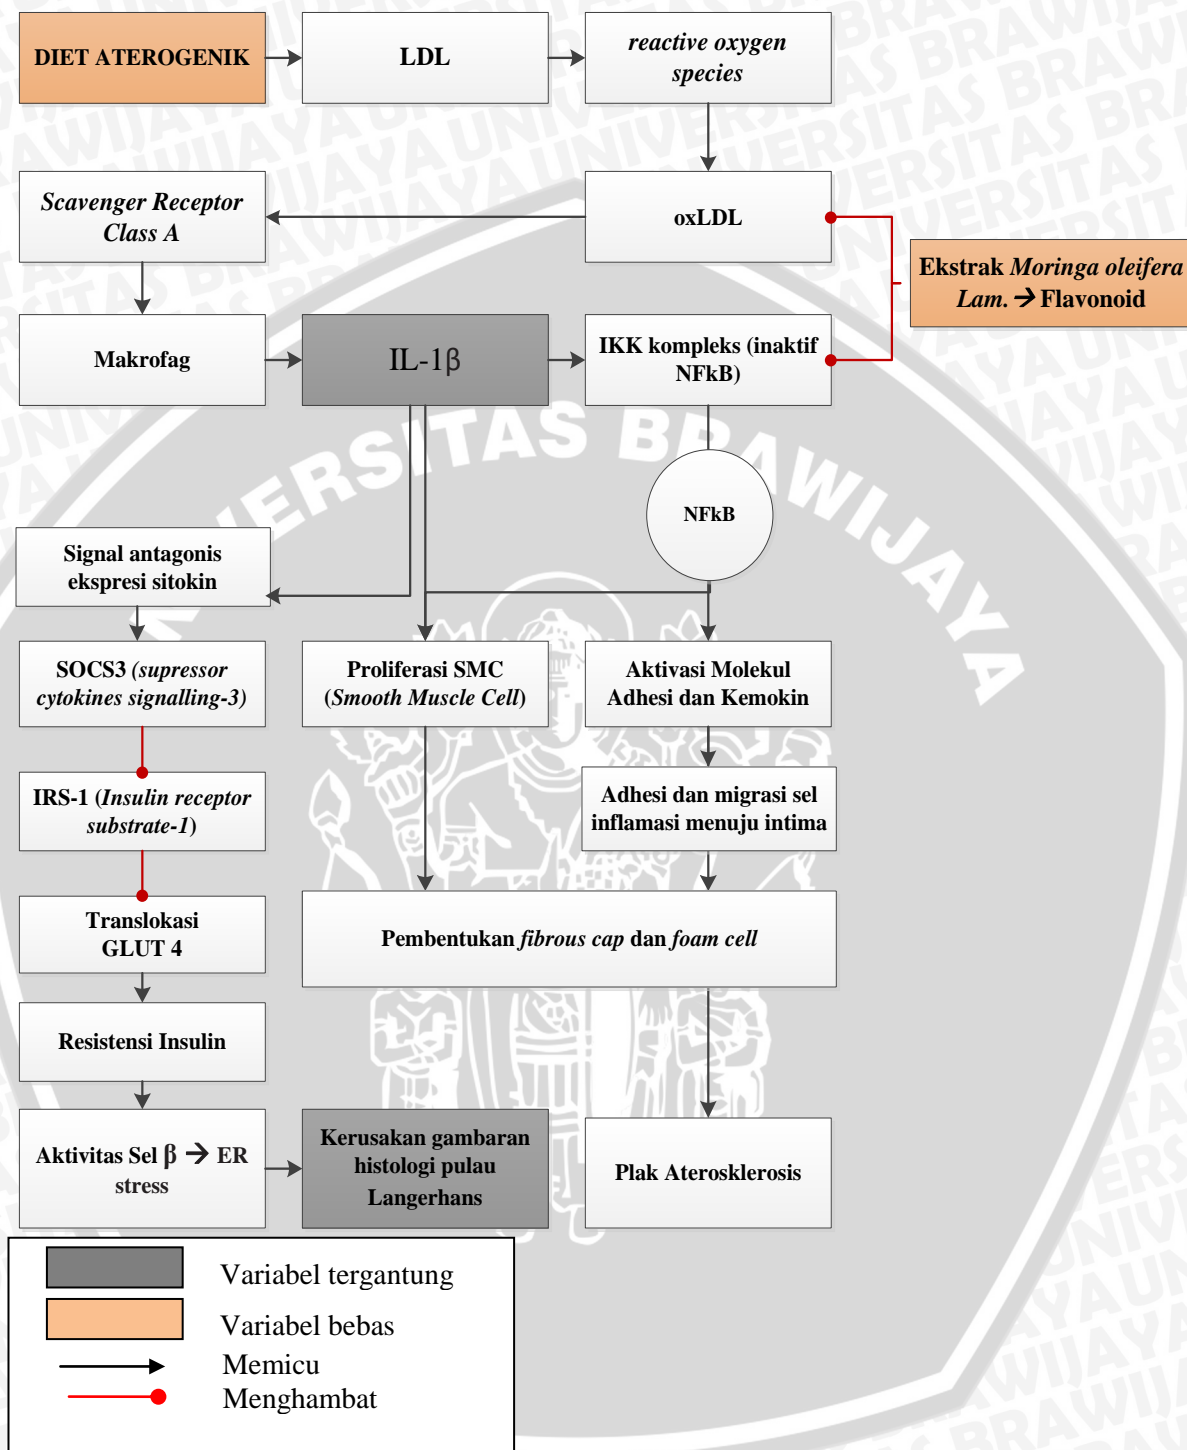 DIET ATEROGENIK
LDL
reactive oxygen
species
Scavenger Receptor
Class A
oxLDL
Ekstrak Moringa oleifera
Lam. → Flavonoid
Makrofag
IL-1β
IKK kompleks (inaktif
NFkB)
NFkB
Signal antagonis
ekspresi sitokin
SOCS3 (supressor
cytokines signalling-3)
Proliferasi SMC
(Smooth Muscle Cell)
Aktivasi Molekul
Adhesi dan Kemokin
IRS-1 (Insulin receptor
substrate-1)
Adhesi dan migrasi sel
inflamasi menuju intima
Translokasi
GLUT 4
Pembentukan fibrous cap dan foam cell
Resistensi Insulin
Aktivitas Sel β → ER
stress
Kerusakan gambaran
histologi pulau
Langerhans
Plak Aterosklerosis
Variabel tergantung
Variabel bebas
Memicu
Menghambat
ERSITAS BRAWIJAYA